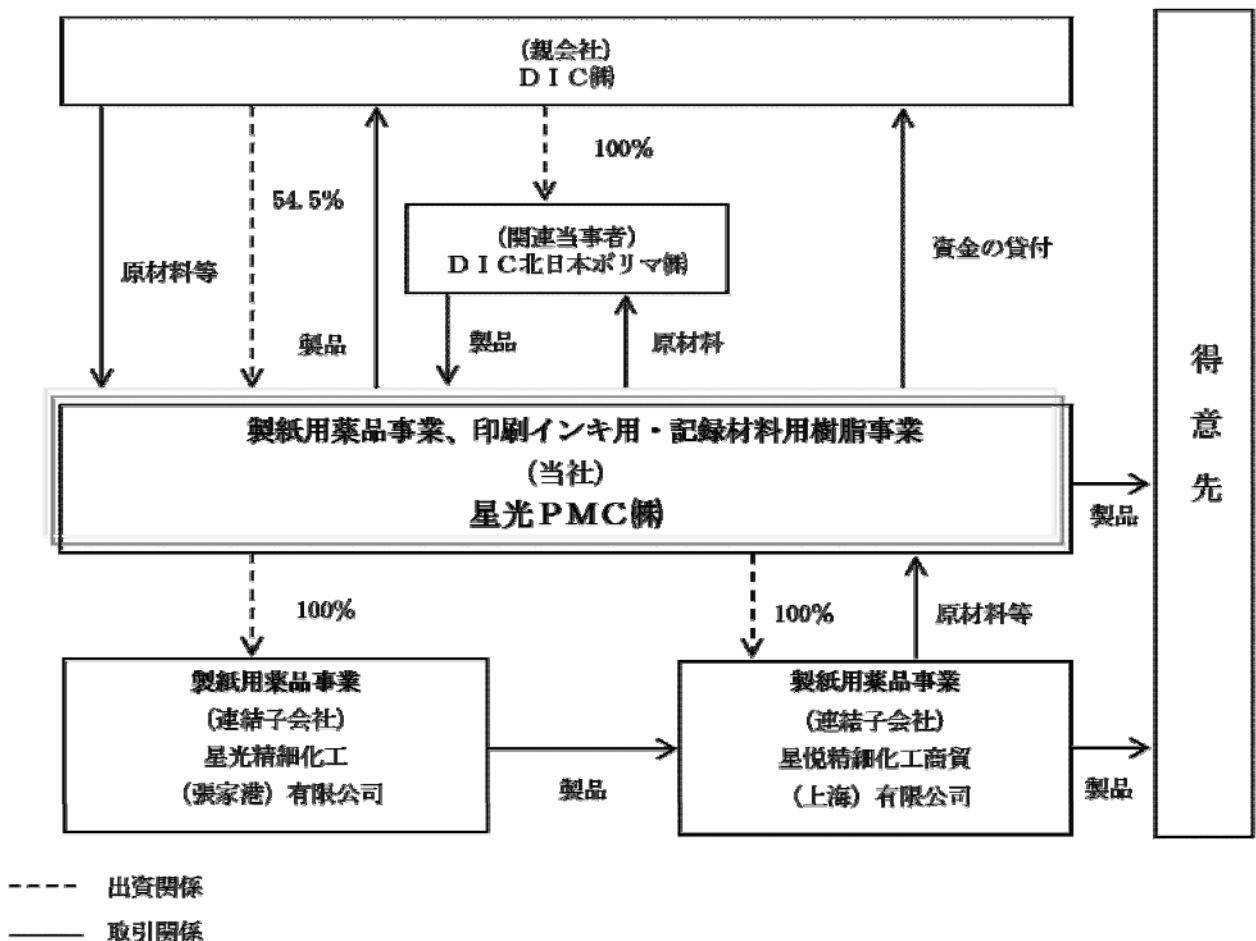 (親会社)
DIC㈱
100%
54.5%
(関連当事者)
DIC北日本ポリマ㈱
資金の貸付
原材料等
製品
製品
原材料
得意先
製紙用薬品事業、印刷インキ用・記録材料用樹脂事業
(当社)
星光PMC㈱
製品
100%
100%
原材料等
製紙用薬品事業
(連結子会社)
星光精細化工
(張家港)有限公司
製品
製紙用薬品事業
(連結子会社)
星悦精細化工商貿
(上海)有限公司
製品
出資関係
取引関係